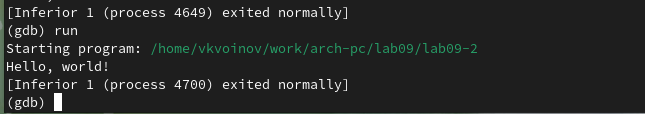 [Inferior 1 (process 4649) exited normally]
(gdb) run
Starting program: /home/vkvoinov/work/arch-pc/lab09/lab09-2
Hello, world!
[Inferior 1 (process 4700) exited normally]
(gdb)